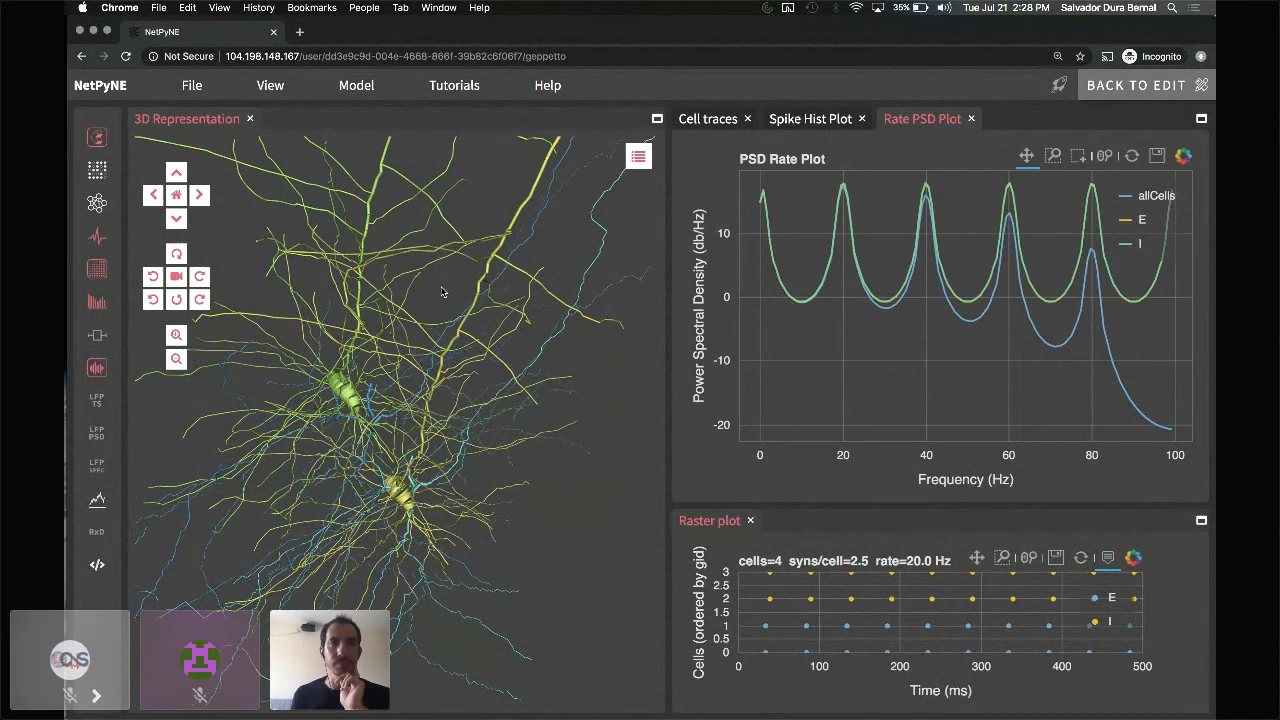 Chrome File Edit View History Bookmarks People Tab Window Help 35% Tue Jul 21 2:28 PM Salvador Dura Bernal
NetPyNE
Not Secure 104.198.148.167/user/dd3e9c9d-004e-4668-866f-39b82c6f06f7/geppetto Incognito
NetPyNE File View Model Tutorials Help BACK TO EDIT
3D Representation
Cell traces Spike Hist Plot Rate PSD Plot
PSD Rate Plot
allCells
E
I
Power Spectral Density (db/Hz)
10
0
-10
-20
0 20 40 60 80 100
Frequency (Hz)
LFP
TS
LFP
PSD
LFP
SPEC
RxD
Raster plot
cells=4 syns/cell=2.5 rate=20.0 Hz
Cells (ordered by gid)
3
2.5
2
1.5
1
0.5
0
E
I
0 100 200 300 400 500
Time (ms)